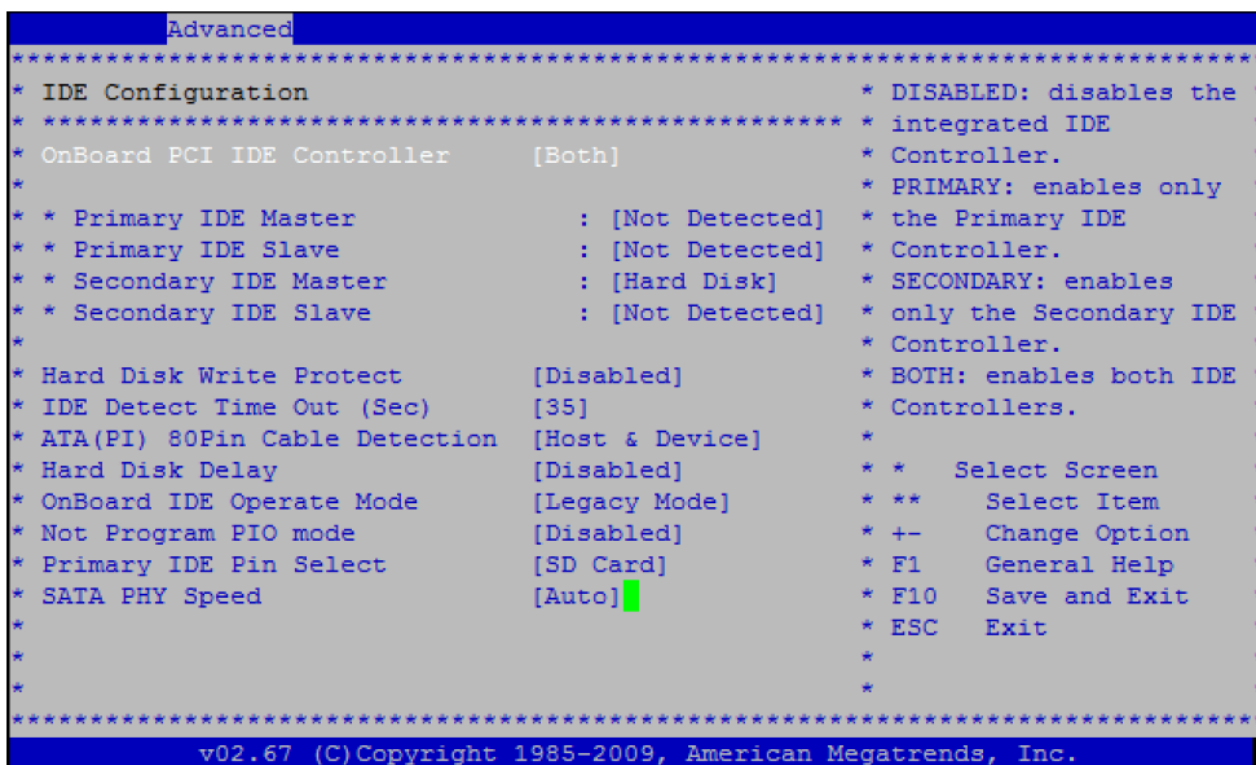 Advanced
********************************************************************************
* IDE Configuration * DISABLED: disables the
* *************************************************** * integrated IDE
* OnBoard PCI IDE Controller [Both] * Controller.
* * PRIMARY: enables only
* * Primary IDE Master : [Not Detected] * the Primary IDE
* * Primary IDE Slave : [Not Detected] * Controller.
* * Secondary IDE Master : [Hard Disk] * SECONDARY: enables
* * Secondary IDE Slave : [Not Detected] * only the Secondary IDE
* * Controller.
* Hard Disk Write Protect [Disabled] * BOTH: enables both IDE
* IDE Detect Time Out (Sec) [35] * Controllers.
* ATA(PI) 80Pin Cable Detection [Host & Device] *
* Hard Disk Delay [Disabled] * * Select Screen
* OnBoard IDE Operate Mode [Legacy Mode] * ** Select Item
* Not Program PIO mode [Disabled] * +- Change Option
* Primary IDE Pin Select [SD Card] * F1 General Help
* SATA PHY Speed [Auto] * F10 Save and Exit
* * ESC Exit
* *
* *
********************************************************************************
v02.67 (C)Copyright 1985-2009, American Megatrends, Inc.